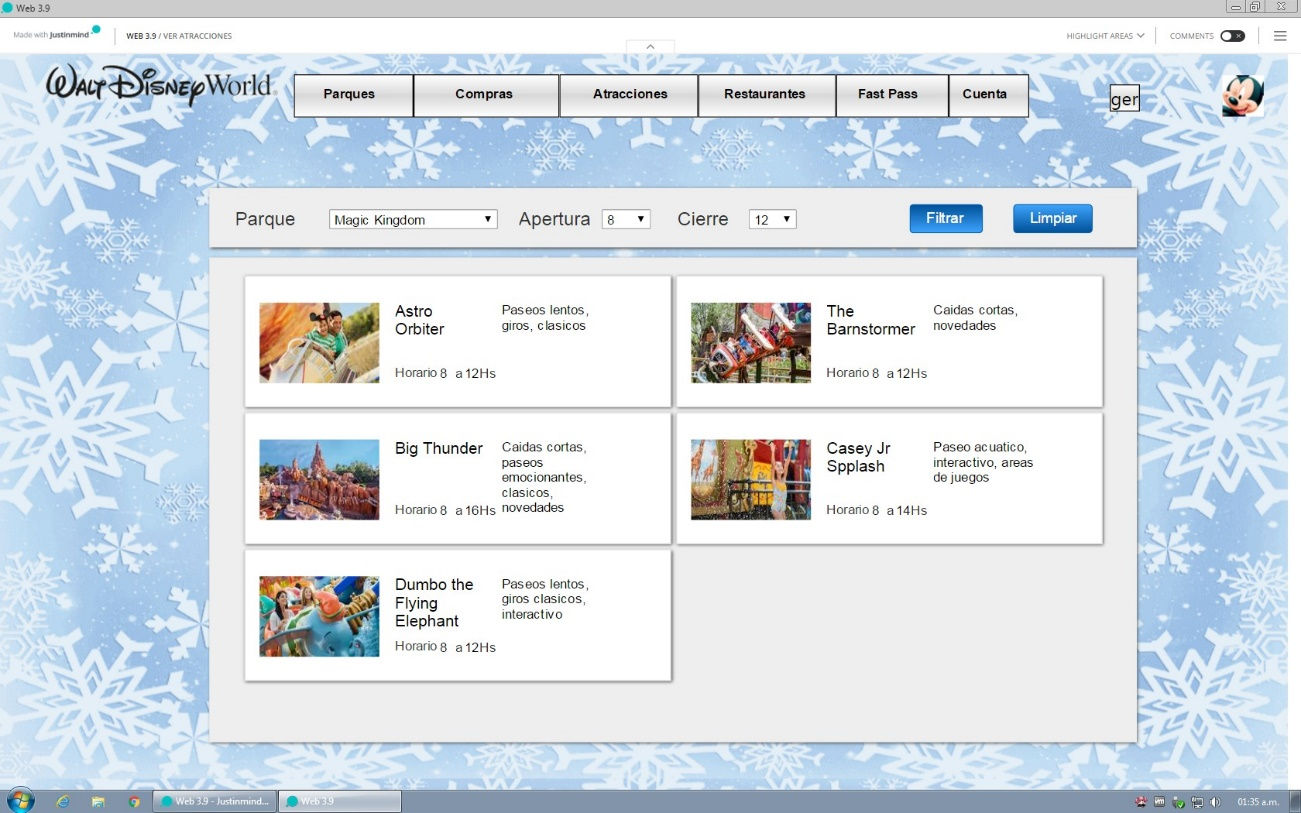 Web 3.9
Made with Justinmind
WEB 3.9 / VER ATRACCIONES
HIGHLIGHT AREAS
COMMENTS
WALT DISNEY World
Parques
Compras
Atracciones
Restaurantes
Fast Pass
Cuenta
ger
Parque
Magic Kingdom
Apertura
8
Cierre
12
Filtrar
Limpiar
Astro
Orbiter
Paseos lentos,
giros, clasicos
Horario 8 a 12Hs
The
Barnstormer
Caidas cortas,
novedades
Horario 8 a 12Hs
Big Thunder
Caidas cortas,
paseos
emocionantes,
clasicos,
novedades
Horario 8 a 16Hs
Casey Jr
Spplash
Paseo acuatico,
interactivo, areas
de juegos
Horario 8 a 14Hs
Dumbo the
Flying
Elephant
Paseos lentos,
giros clasicos,
interactivo
Horario 8 a 12Hs
Web 3.9 - Justinmind...
Web 3.9
01:35 a.m.